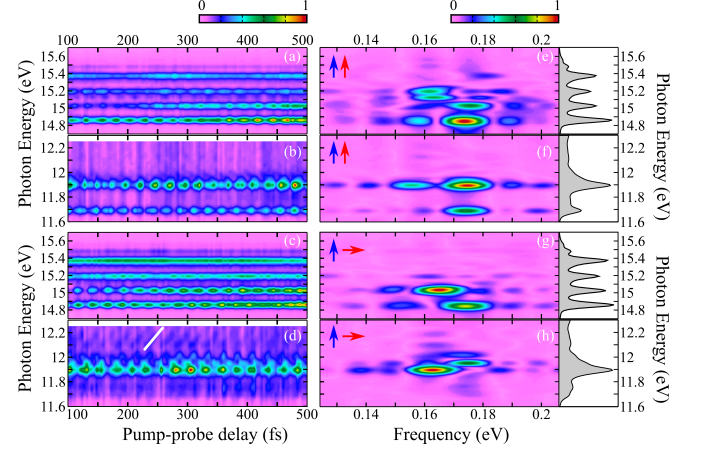 0 1 0 1
100 200 300 400 500 0.14 0.16 0.18 0.2
15.6 (a) (e) 15.6
15.4 15.4
15.2 15.2
15 15
14.8 14.8
12.2 (b) (f) 12.2
12 12
11.8 11.8
11.6 11.6
Photon Energy (eV) Photon Energy (eV)
15.6 (c) (g) 15.6
15.4 15.4
15.2 15.2
15 15
14.8 14.8
12.2 (d) (h) 12.2
12 12
11.8 11.8
11.6 11.6
Photon Energy (eV) Photon Energy (eV)
100 200 300 400 500 0.14 0.16 0.18 0.2
Pump-probe delay (fs) Frequency (eV)